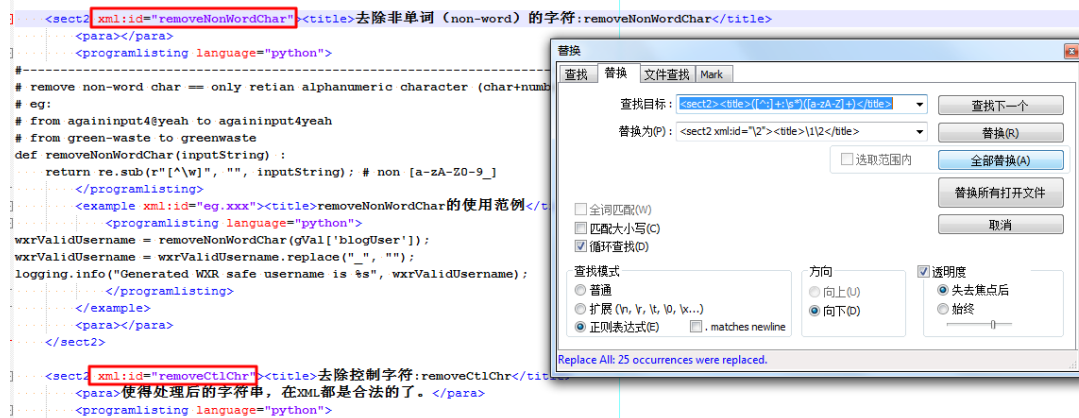 <sect2 xml:id="removeNonWordChar"><title>去除非单词（non-word）的字符:removeNonWordChar</title>
<para></para>
<programlisting language="python">
#----------------------------------------------------------------
# remove non-word char == only retian alphanumeric character (char+numbe
# eg:
# from againinput4@yeah to againinput4yeah
# from green-waste to greenwaste
def removeNonWordChar(inputString) :
return re.sub(r"[^\w]", "", inputString); # non [a-zA-Z0-9_]
</programlisting>
<example xml:id="eg.xxx"><title>removeNonWordChar的使用范例</ti
<programlisting language="python">
wxrValidUsername = removeNonWordChar(gVal['blogUser']);
wxrValidUsername = wxrValidUsername.replace("_", "");
logging.info("Generated WXR safe username is %s", wxrValidUsername);
</programlisting>
</example>
<para></para>
</sect2>
<sect2 xml:id="removeCtlChr"><title>去除控制字符:removeCtlChr</title>
<para>使得处理后的字符串，在XML都是合法的了。</para>
<programlisting language="python">
替换
查找 替换 文件查找 Mark
查找目标： <sect2><title>([^:]+:\s*)([a-zA-Z]+)</title> 查找下一个
替换为(P)： <sect2 xml:id="\2"><title>\1\2</title> 替换(R)
选取范围内 全部替换(A)
替换所有打开文件
取消
全词匹配(W)
匹配大小写(C)
循环查找(D)
查找模式
普通
扩展 (\n, \r, \t, \0, \x...)
正则表达式(E) . matches newline
方向
向上(U)
向下(D)
透明度
失去焦点后
始终
Replace All: 25 occurrences were replaced.